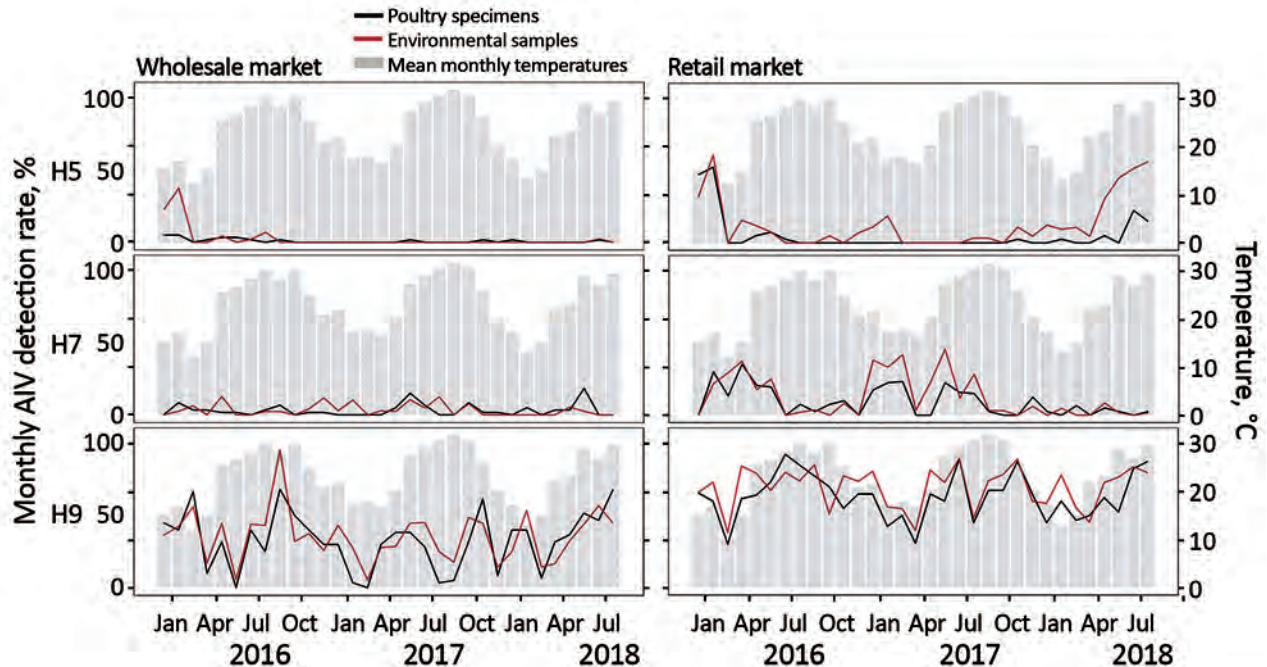 Poultry specimens
Environmental samples
Mean monthly temperatures
Wholesale market
Retail market
Monthly AIV detection rate, %
H5
100
50
0
30
20
10
0
H7
100
50
0
30
20
10
0
H9
100
50
0
30
20
10
0
Temperature, °C
Jan Apr Jul Oct Jan Apr Jul Oct Jan Apr Jul
2016 2017 2018
Jan Apr Jul Oct Jan Apr Jul Oct Jan Apr Jul
2016 2017 2018